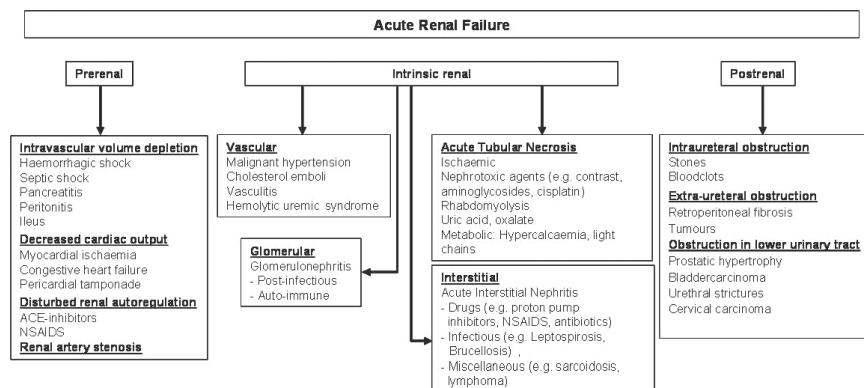 Acute Renal Failure
Prerenal
Intravascular volume depletion
Haemorrhagic shock
Septic shock
Pancreatitis
Peritonitis
Ileus
Decreased cardiac output
Myocardial ischaemia
Congestive heart failure
Pericardial tamponade
Disturbed renal autoregulation
ACE-inhibitors
NSAIDS
Renal artery stenosis
Intrinsic renal
Vascular
Malignant hypertension
Cholesterol emboli
Vasculitis
Hemolytic uremic syndrome
Glomerular
Glomerulonephritis
- Post-infectious
- Auto-immune
Acute Tubular Necrosis
Ischaemic
Nephrotoxic agents (e.g. contrast,
aminoglycosides, cisplatin)
Rhabdomyolysis
Uric acid, oxalate
Metabolic: Hypercalcaemia, light
chains
Interstitial
Acute Interstitial Nephritis
- Drugs (e.g. proton pump
inhibitors, NSAIDS, antibiotics)
- Infectious (e.g. Leptospirosis,
Brucellosis) ,
- Miscellaneous (e.g. sarcoidosis,
lymphoma)
Postrenal
Intraureteral obstruction
Stones
Bloodclots
Extra-ureteral obstruction
Retroperitoneal fibrosis
Tumours
Obstruction in lower urinary tract
Prostatic hypertrophy
Bladdercarcinoma
Urethral strictures
Cervical carcinoma